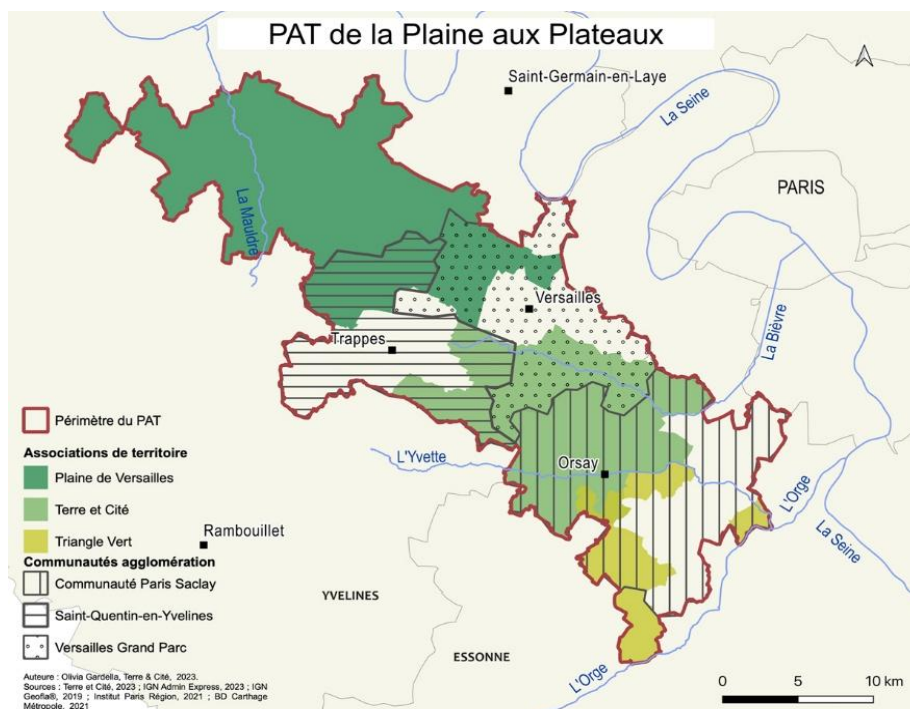 PAT de la Plaine aux Plateaux
Saint-Germain-en-Laye
La Seine
PARIS
La Mauldre
Versailles
La Bièvre
Trappes
Périmètre du PAT
Associations de territoire
Plaine de Versailles
L'Yvette
Orsay
Terre et Cité
L'Orge
Triangle Vert
La Seine
Rambouillet
Communautés agglomération
Communauté Paris Saclay
YVELINES
Saint-Quentin-en-Yvelines
Versailles Grand Parc
ESSONNE
L'Orge
Auteure : Olivia Gardella, Terre & Cité, 2023.
Sources : Terre et Cité, 2023 ; IGN Admin Express, 2023 ; IGN
Geofla®, 2019 ; Institut Paris Région, 2021 ; BD Carthage
Métropole, 2021
0 5 10 km